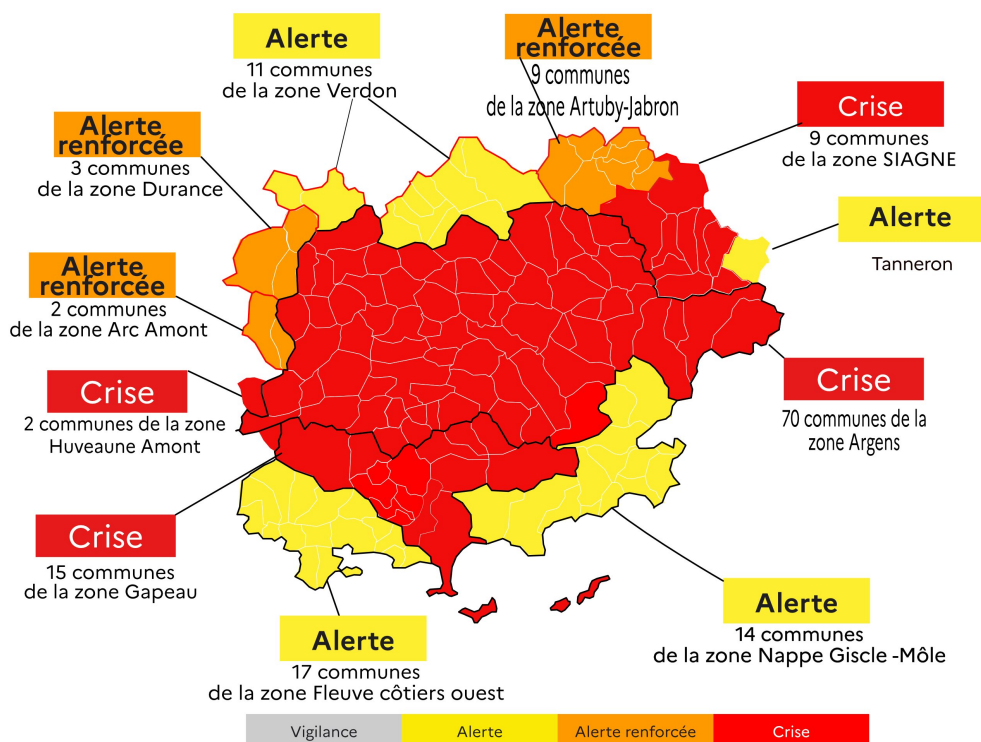 Alerte
11 communes
de la zone Verdon
Alerte
renforcée
9 communes
de la zone Artuby-Jabron
Crise
9 communes
de la zone SIAGNE
Alerte
renforcée
3 communes
de la zone Durance
Alerte
Tanneron
Alerte
renforcée
2 communes
de la zone Arc Amont
Crise
2 communes de la zone
Huveaune Amont
Crise
70 communes de la
zone Argens
Crise
15 communes
de la zone Gapeau
Alerte
14 communes
de la zone Nappe Giscle -Môle
Alerte
17 communes
de la zone Fleuve côtiers ouest
Vigilance
Alerte
Alerte renforcée
Crise